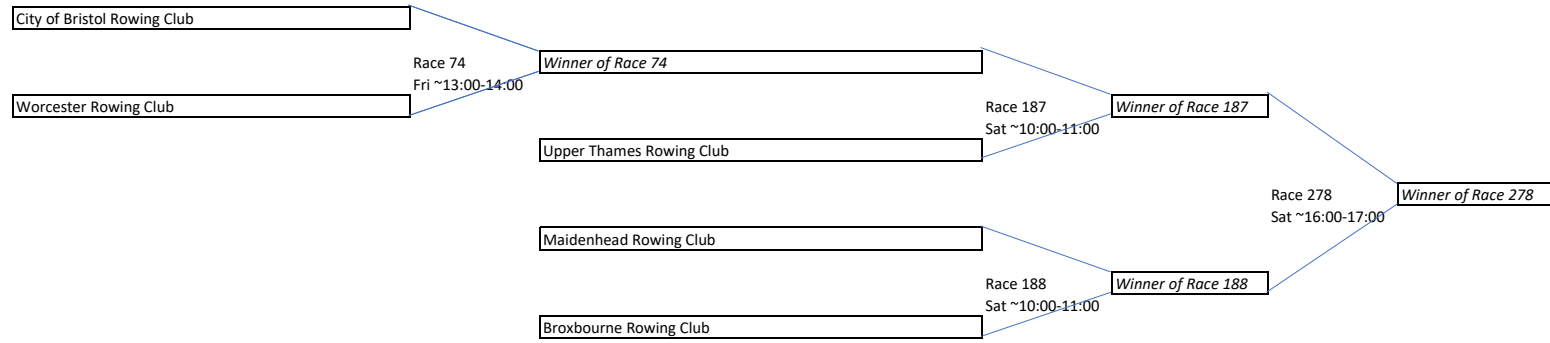 City of Bristol Rowing Club
Race 74
Fri ~13:00-14:00
Worcester Rowing Club
Winner of Race 74
Race 187
Sat ~10:00-11:00
Upper Thames Rowing Club
Winner of Race 187
Race 278
Sat ~16:00-17:00
Winner of Race 278
Maidenhead Rowing Club
Race 188
Sat ~10:00-11:00
Broxbourne Rowing Club
Winner of Race 188